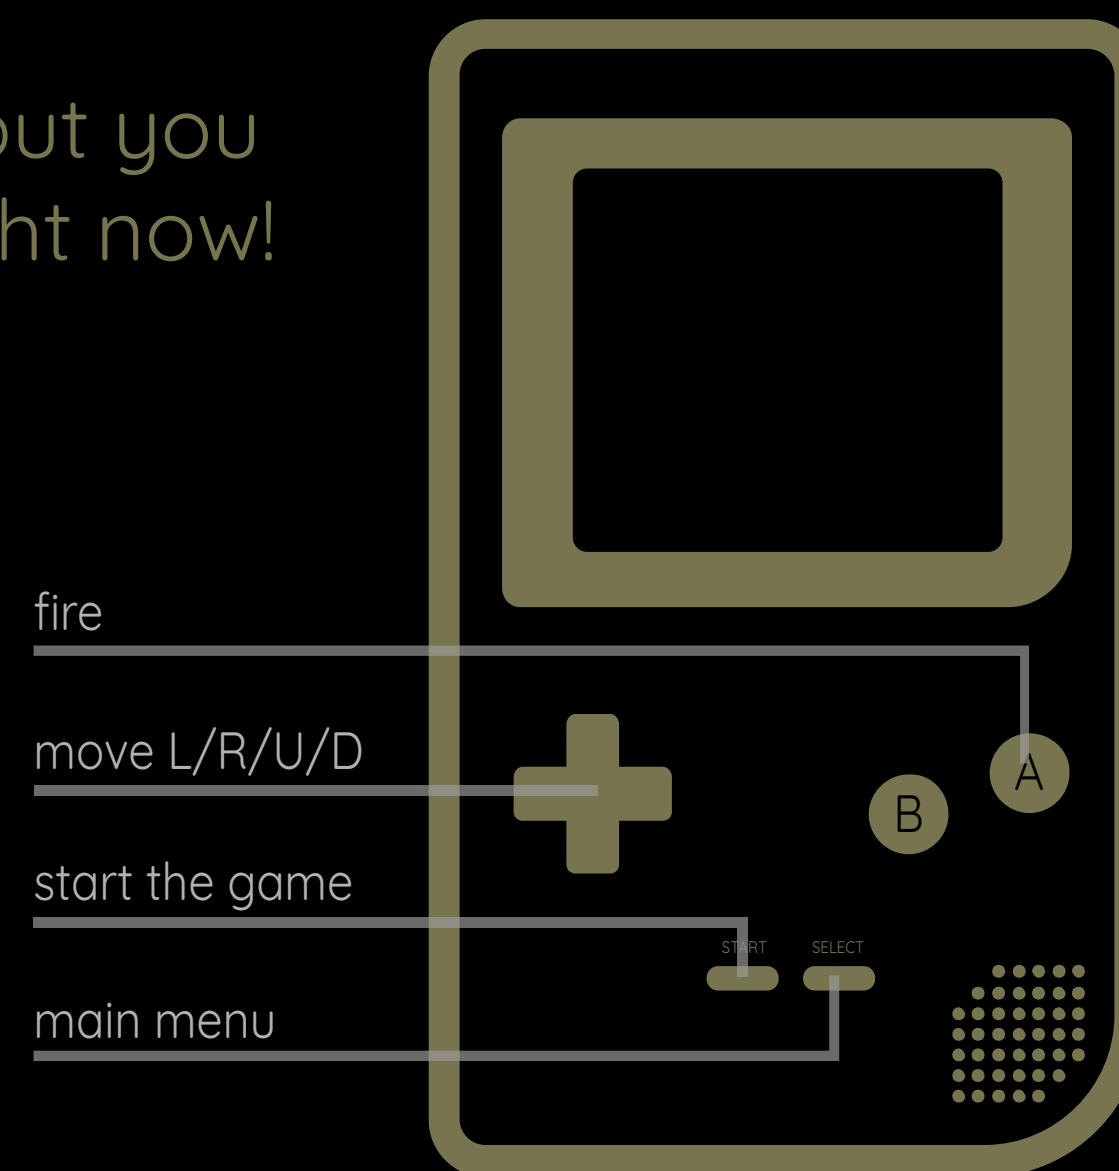 out you
ht now!
fire
move L/R/U/D
A
B
start the game
START
SELECT
main menu